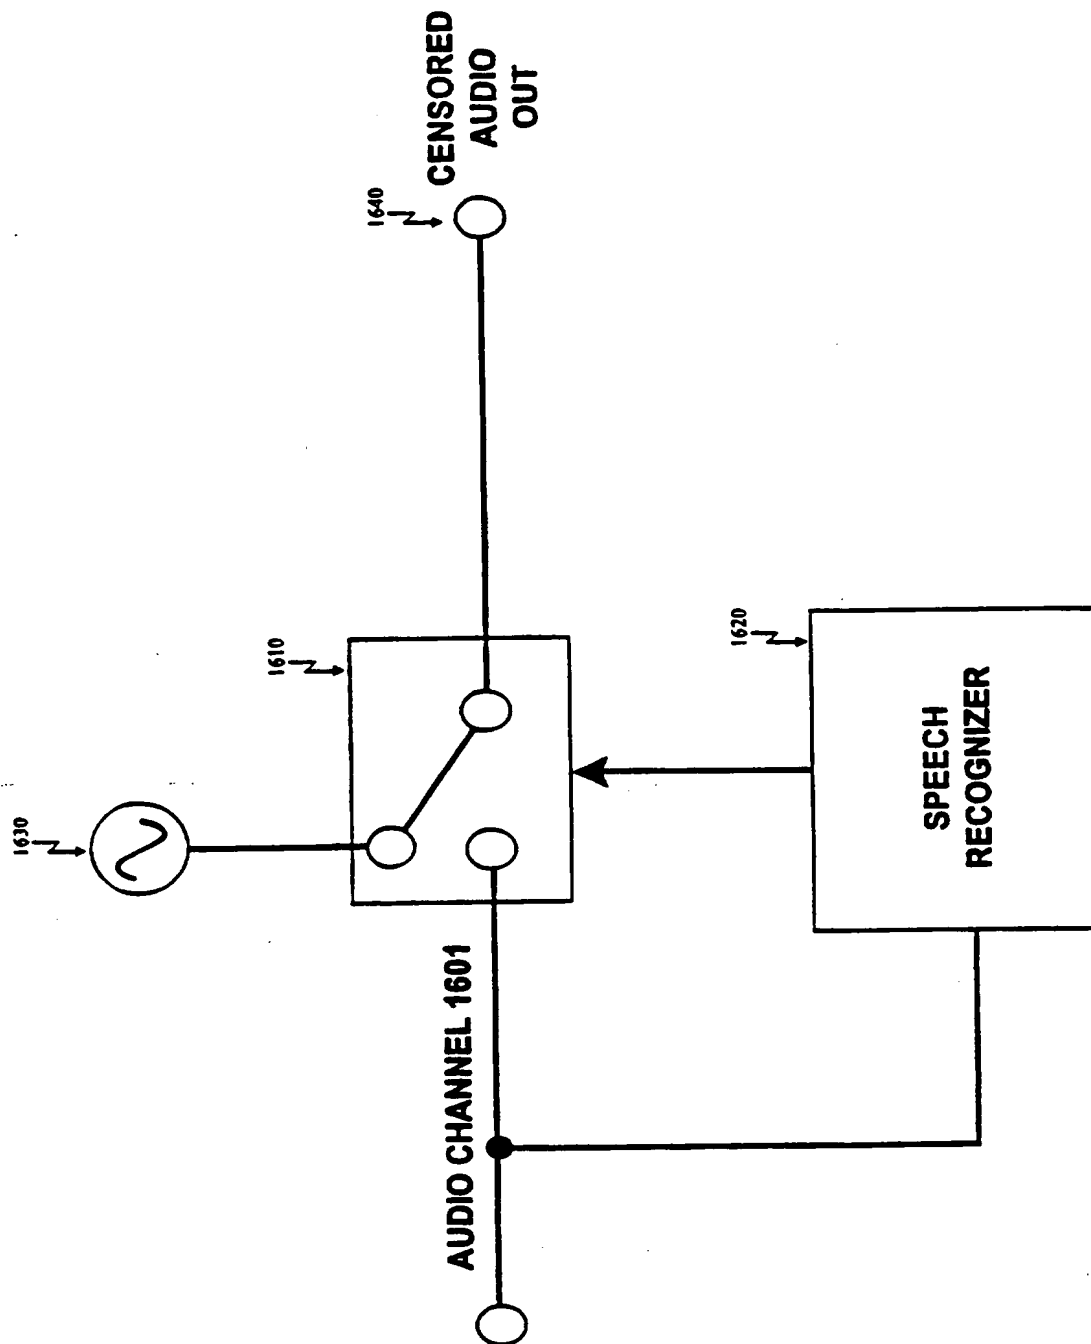 1630
1610
1640
CENSORED
AUDIO
OUT
AUDIO CHANNEL 1601
1620
SPEECH
RECOGNIZER